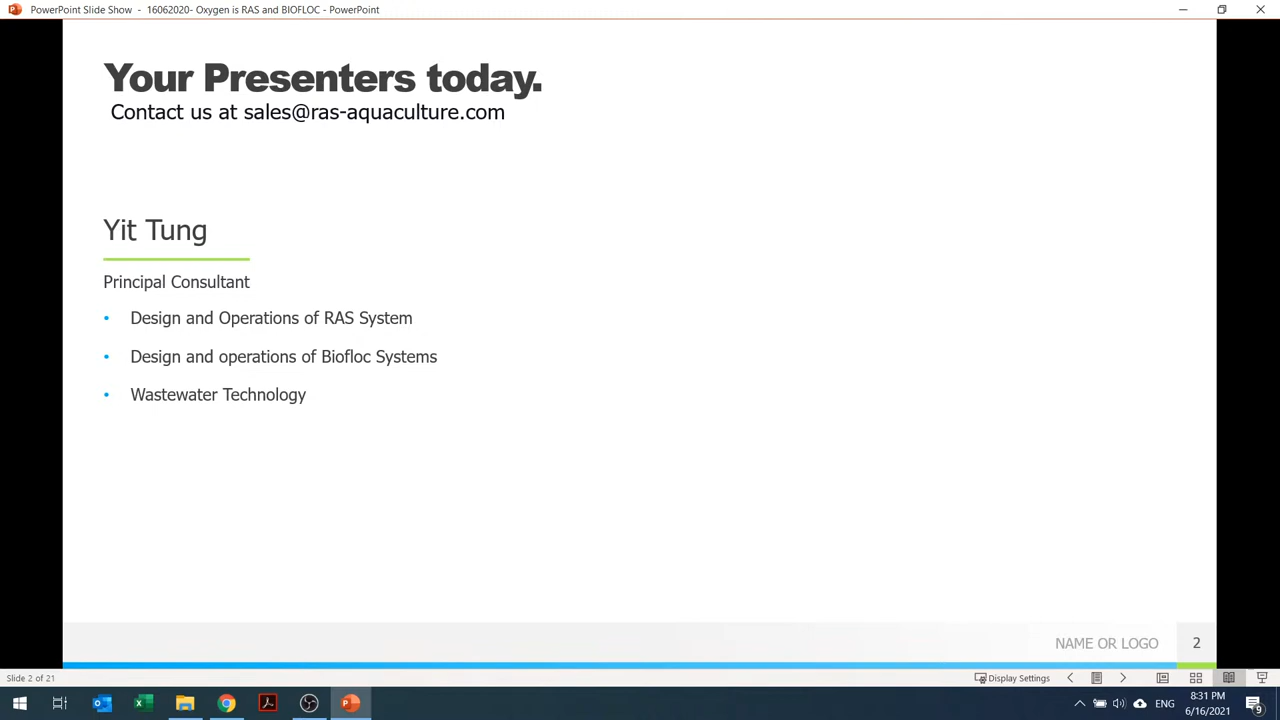 PowerPoint Slide Show - 16062020- Oxygen is RAS and BIOFLOC - PowerPoint
Your Presenters today.
Contact us at sales@ras-aquaculture.com
Yit Tung
Principal Consultant
• Design and Operations of RAS System
• Design and operations of Biofloc Systems
• Wastewater Technology
NAME OR LOGO 2
Slide 2 of 21 Display Settings
ENG 8:31 PM
6/16/2021 9